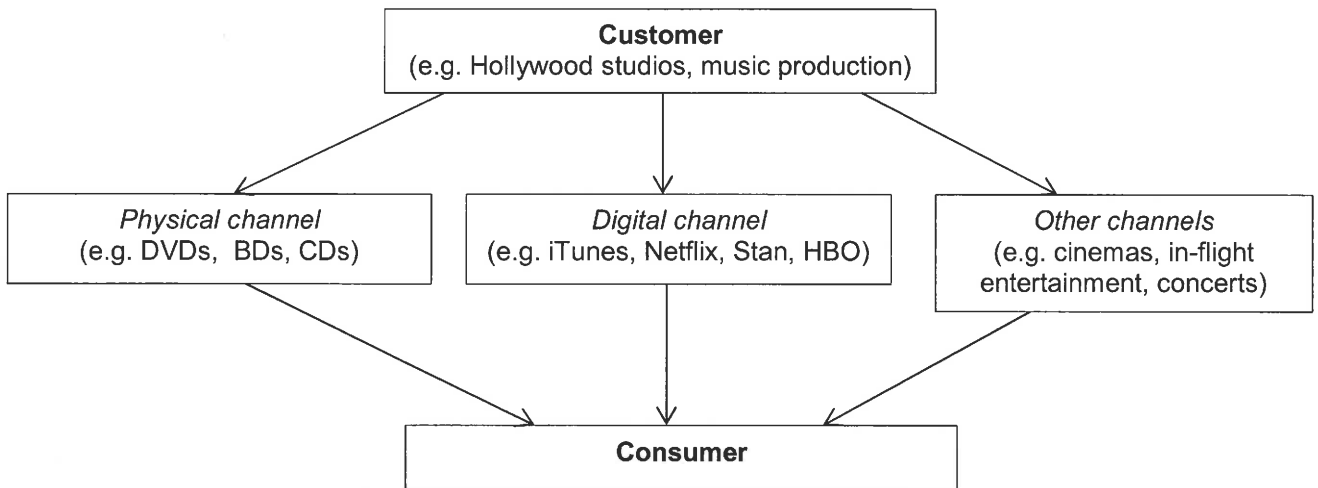 Customer
(e.g. Hollywood studios, music production)
Physical channel
(e.g. DVDs, BDs, CDs)
Digital channel
(e.g. iTunes, Netflix, Stan, HBO)
Other channels
(e.g. cinemas, in-flight
entertainment, concerts)
Consumer